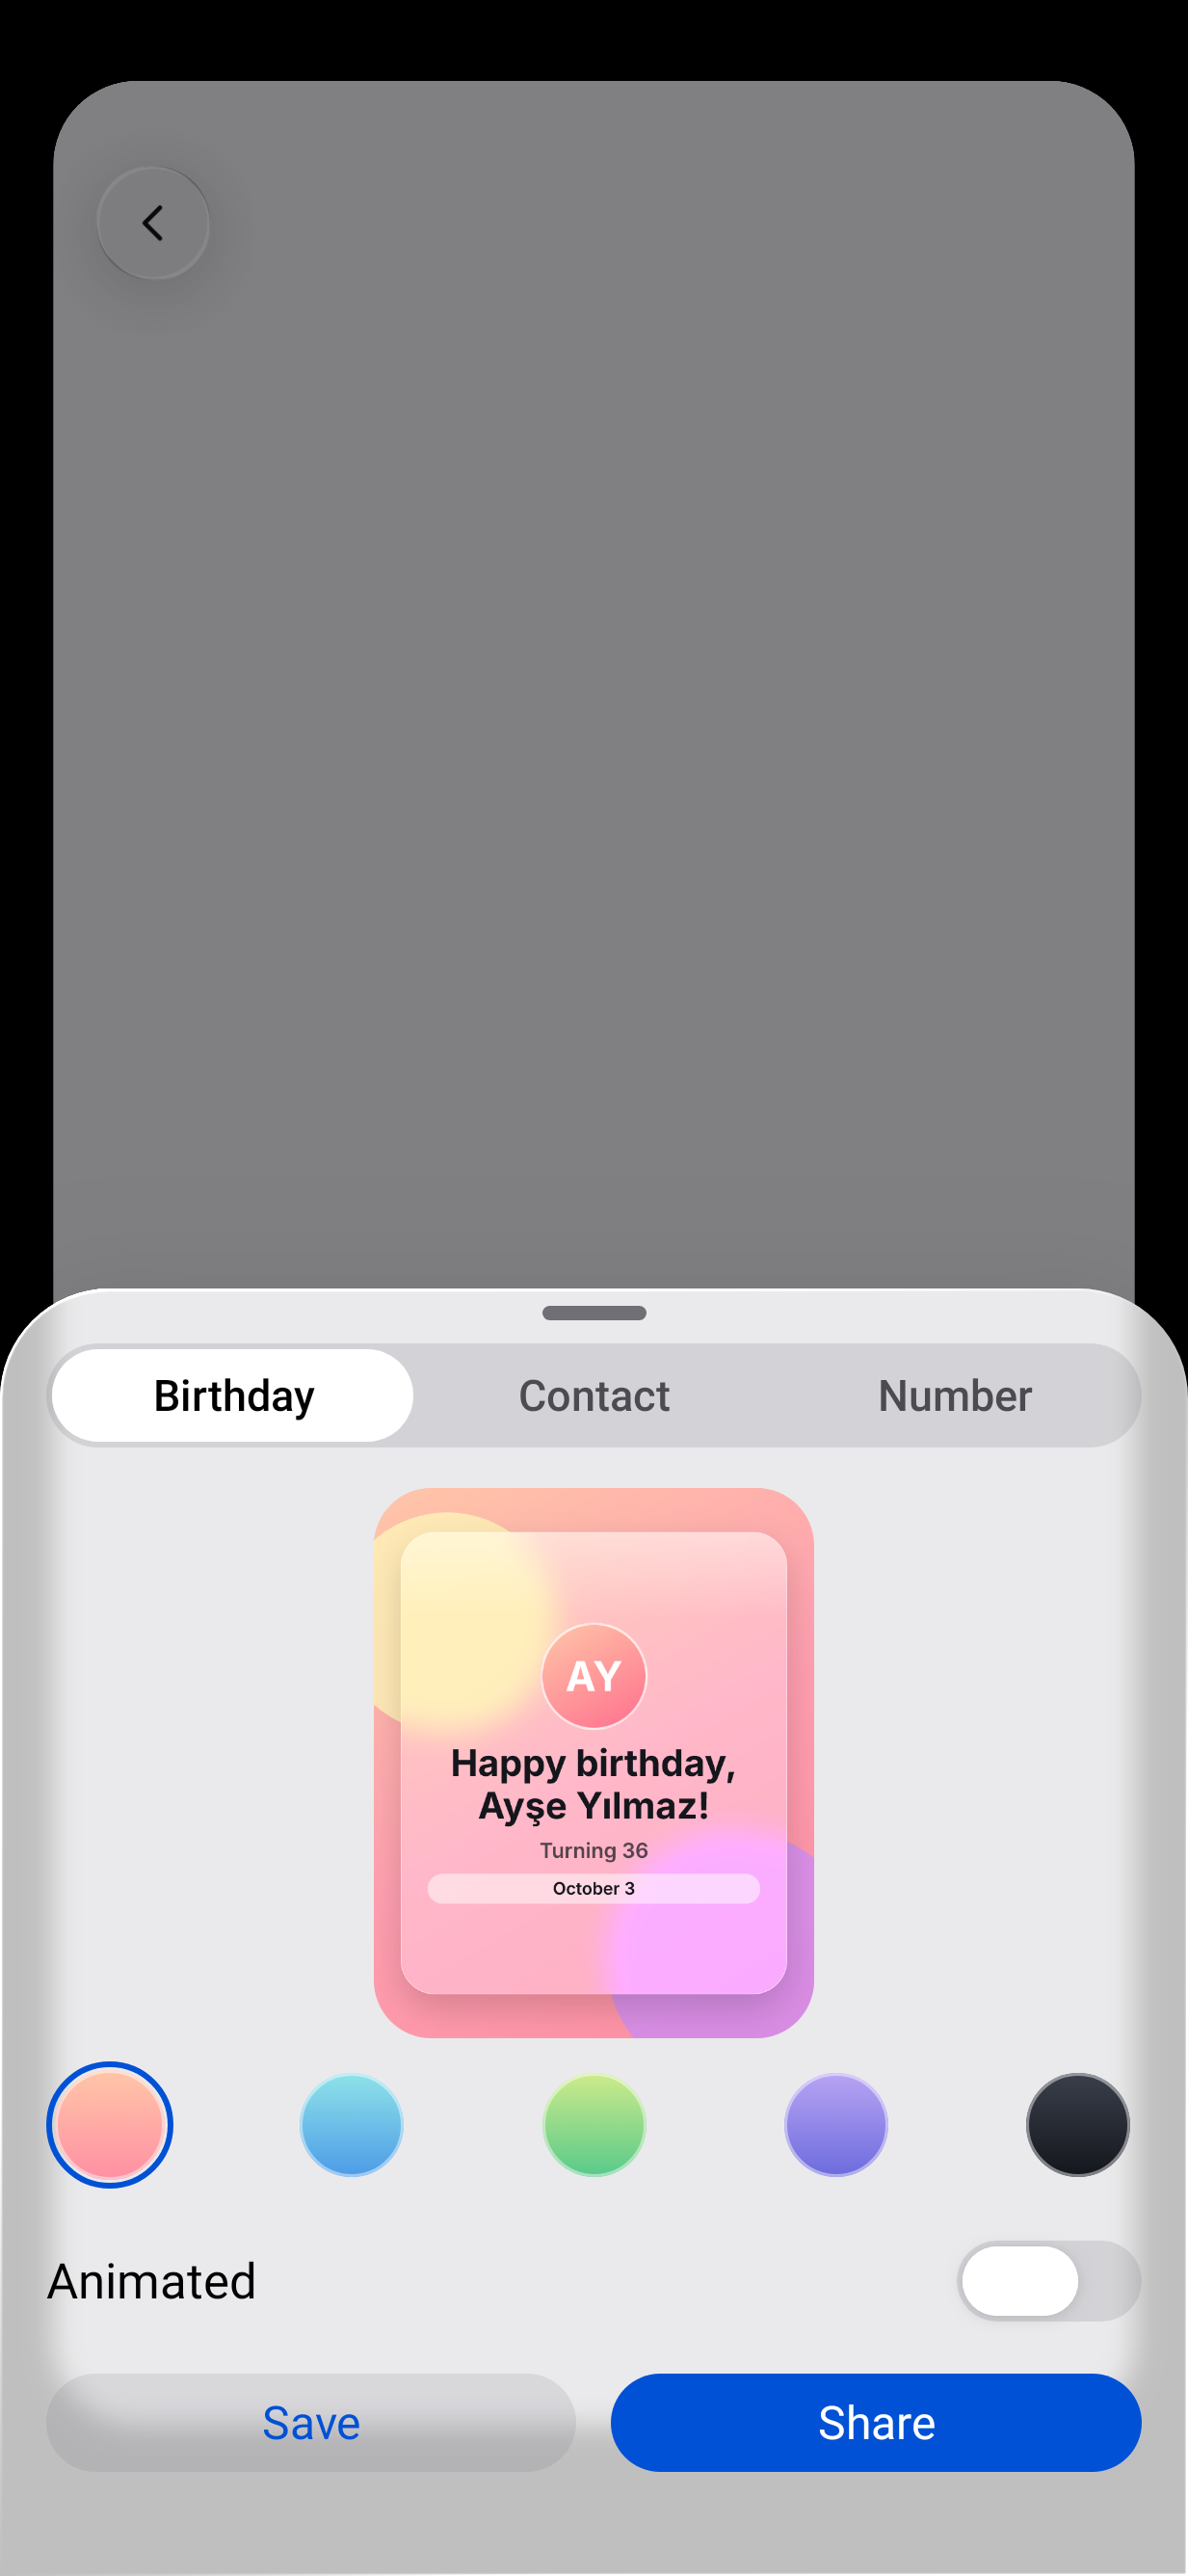 Birthday
Contact
Number
AY
Happy birthday,
Ayşe Yılmaz!
Turning 36
October 3
Animated
Save
Share